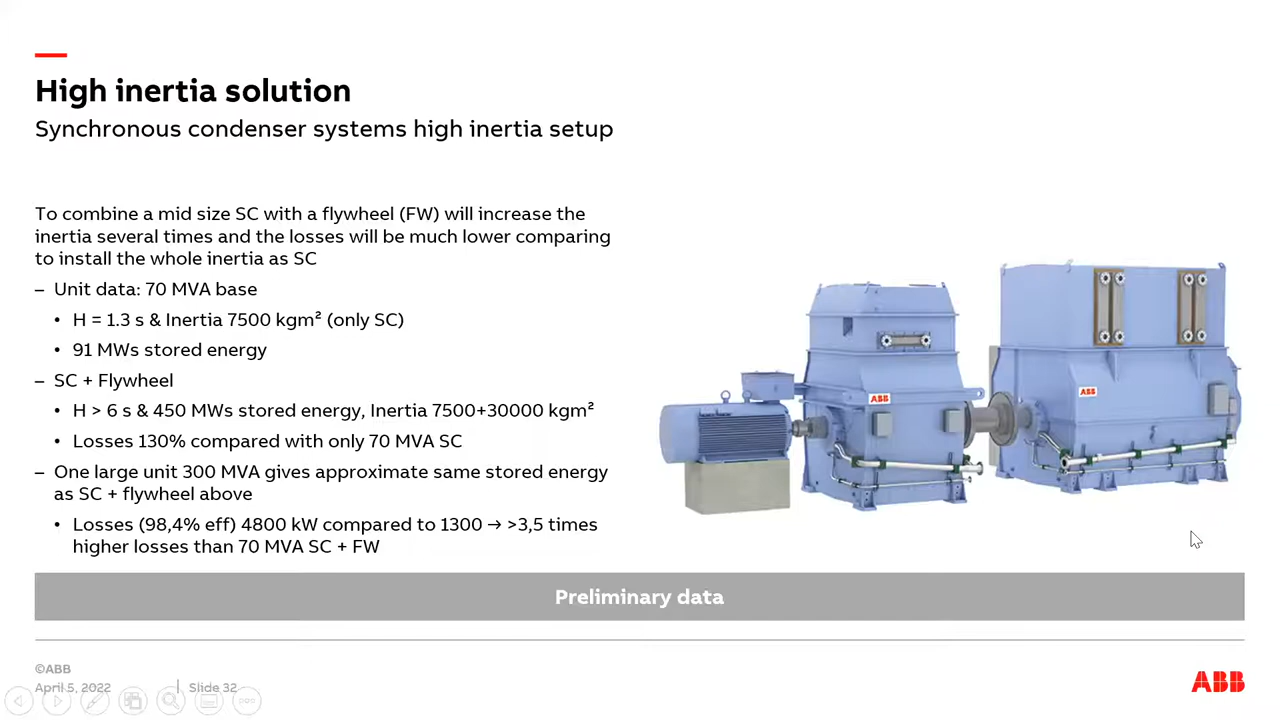 High inertia solution
Synchronous condenser systems high inertia setup
To combine a mid size SC with a flywheel (FW) will increase the
inertia several times and the losses will be much lower comparing
to install the whole inertia as SC
– Unit data: 70 MVA base
• H = 1.3 s & Inertia 7500 kgm² (only SC)
• 91 MWs stored energy
– SC + Flywheel
• H > 6 s & 450 MWs stored energy, Inertia 7500+30000 kgm²
• Losses 130% compared with only 70 MVA SC
– One large unit 300 MVA gives approximate same stored energy
as SC + flywheel above
• Losses (98,4% eff) 4800 kW compared to 1300 → >3,5 times
higher losses than 70 MVA SC + FW
ABB
ABB
Preliminary data
©ABB
April 5, 2022
Slide 32
ABB